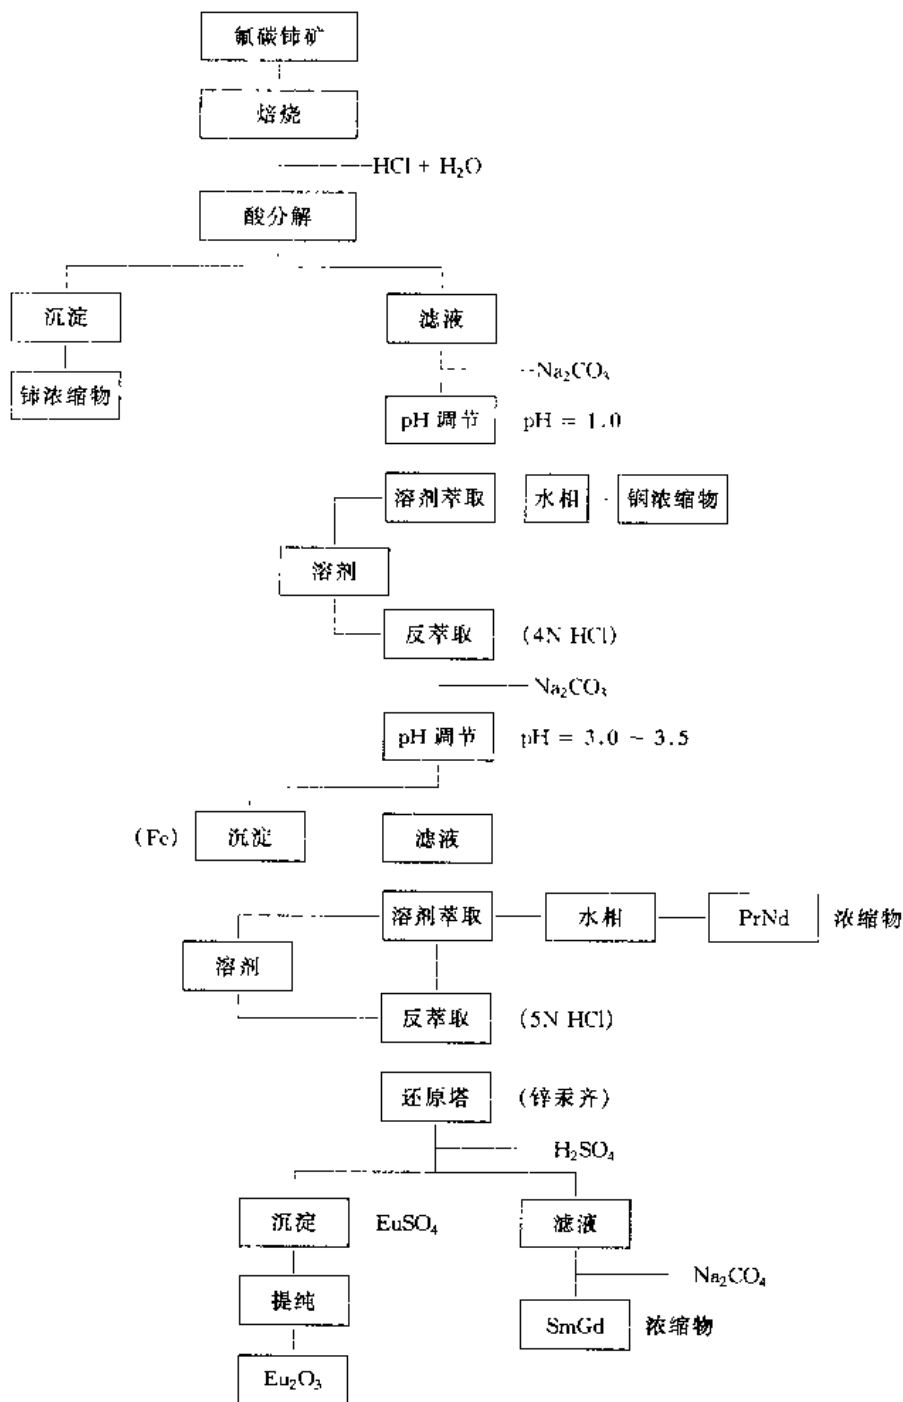 氟碳铈矿
焙烧
HCl + H₂O
酸分解
沉淀 滤液
Na₂CO₃
铈浓缩物
pH 调节 pH = 1.0
溶剂萃取 水相 镧浓缩物
溶剂
反萃取 (4N HCl)
Na₂CO₃
pH 调节 pH = 3.0 ~ 3.5
(Fe) 沉淀 滤液
溶剂萃取 水相 PrNd 浓缩物
溶剂
反萃取 (5N HCl)
还原塔 (锌汞齐)
H₂SO₄
沉淀 EuSO₄ 滤液
Na₂CO₄
提纯
SmGd 浓缩物
Eu₂O₃